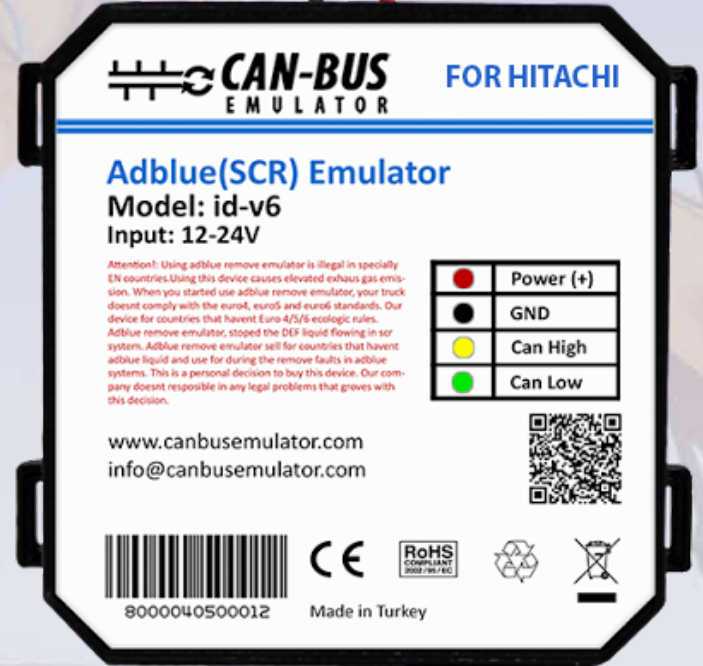 CAN-BUS
EMULATOR
FOR HITACHI
Adblue(SCR) Emulator
Model: id-v6
Input: 12-24V
Attention!: Using adblue remove emulator is illegal in specially
EN countries.Using this device causes elevated exhaus gas emis-
sion. When you started use adblue remove emulator, your truck
doesnt comply with the euro4, euro5 and euro6 standards. Our
device for countries that havent Euro 4/5/6 ecologic rules.
Adblue remove emulator, stoped the DEF liquid flowing in scr
system. Adblue remove emulator sell for countries that havent
adblue liquid and use for during the remove faults in adblue
systems. This is a personal decision to buy this device. Our com-
pany doesnt resposible in any legal problems that groves with
this decision.
Power (+)
GND
Can High
Can Low
www.canbusemulator.com
info@canbusemulator.com
8000040500012
CE
RoHS
COMPLIANT
2002/95/EC
Made in Turkey